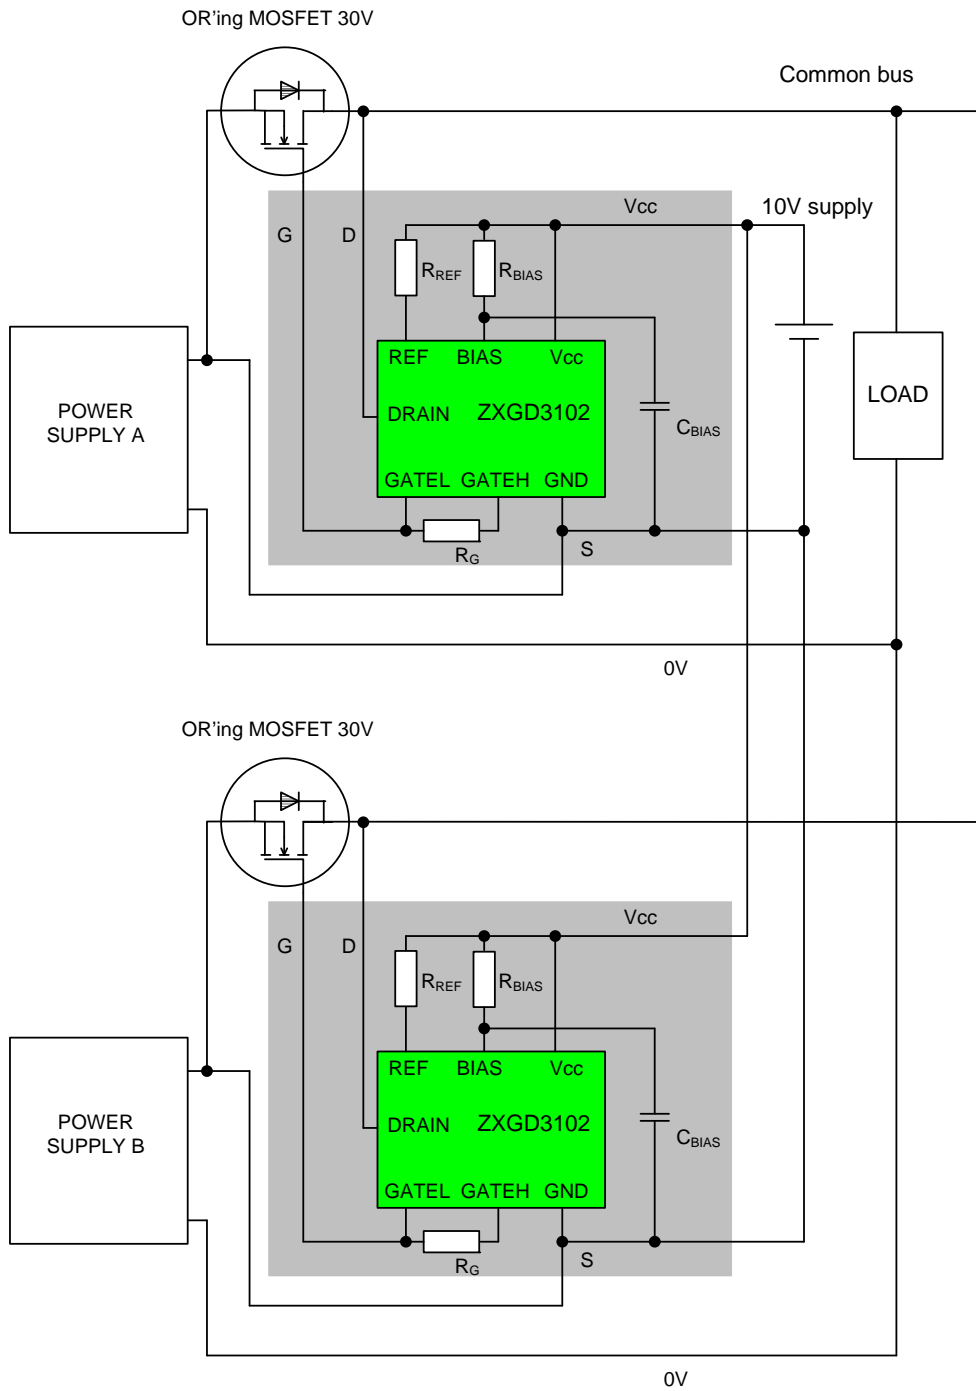 OR'ing MOSFET 30V
Common bus
Vcc
10V supply
G
D
RREF
RBIAS
REF
BIAS
Vcc
POWER
SUPPLY A
DRAIN
ZXGD3102
CBIAS
LOAD
GATEL
GATEH
GND
RG
S
0V
OR'ing MOSFET 30V
Vcc
G
D
RREF
RBIAS
REF
BIAS
Vcc
POWER
SUPPLY B
DRAIN
ZXGD3102
CBIAS
GATEL
GATEH
GND
RG
S
0V